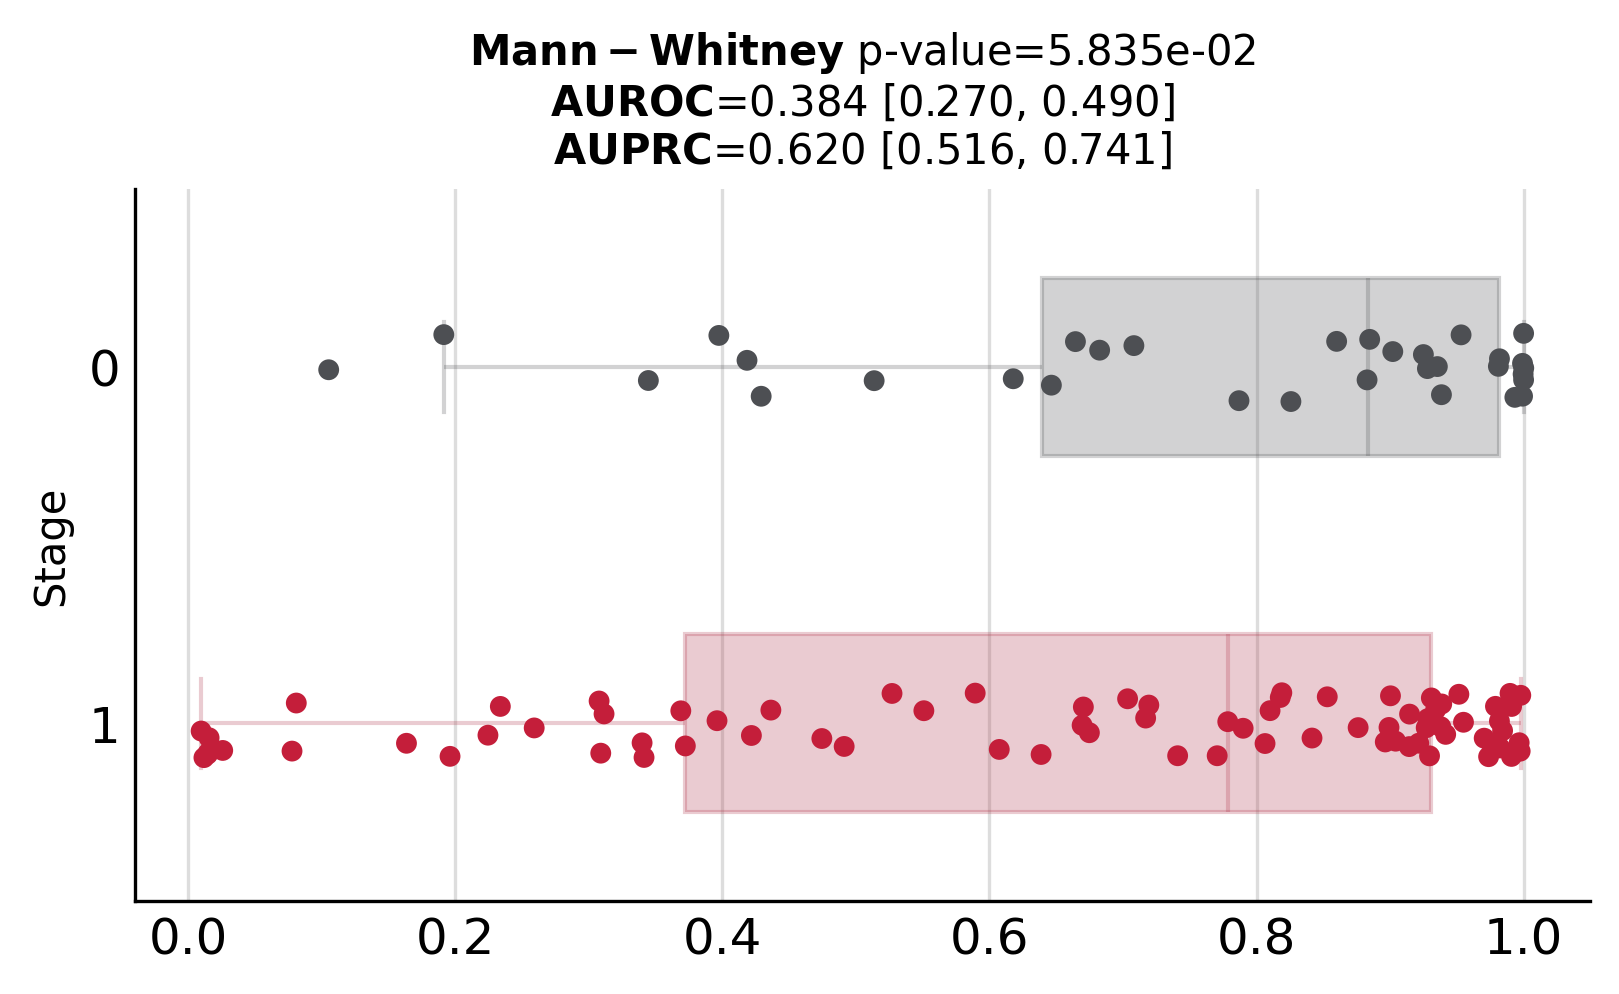 Mann − Whitney p-value=5.835e-02
AUROC=0.384 [0.270, 0.490]
AUPRC=0.620 [0.516, 0.741]
0
Stage
1
0.0 0.2 0.4 0.6 0.8 1.0